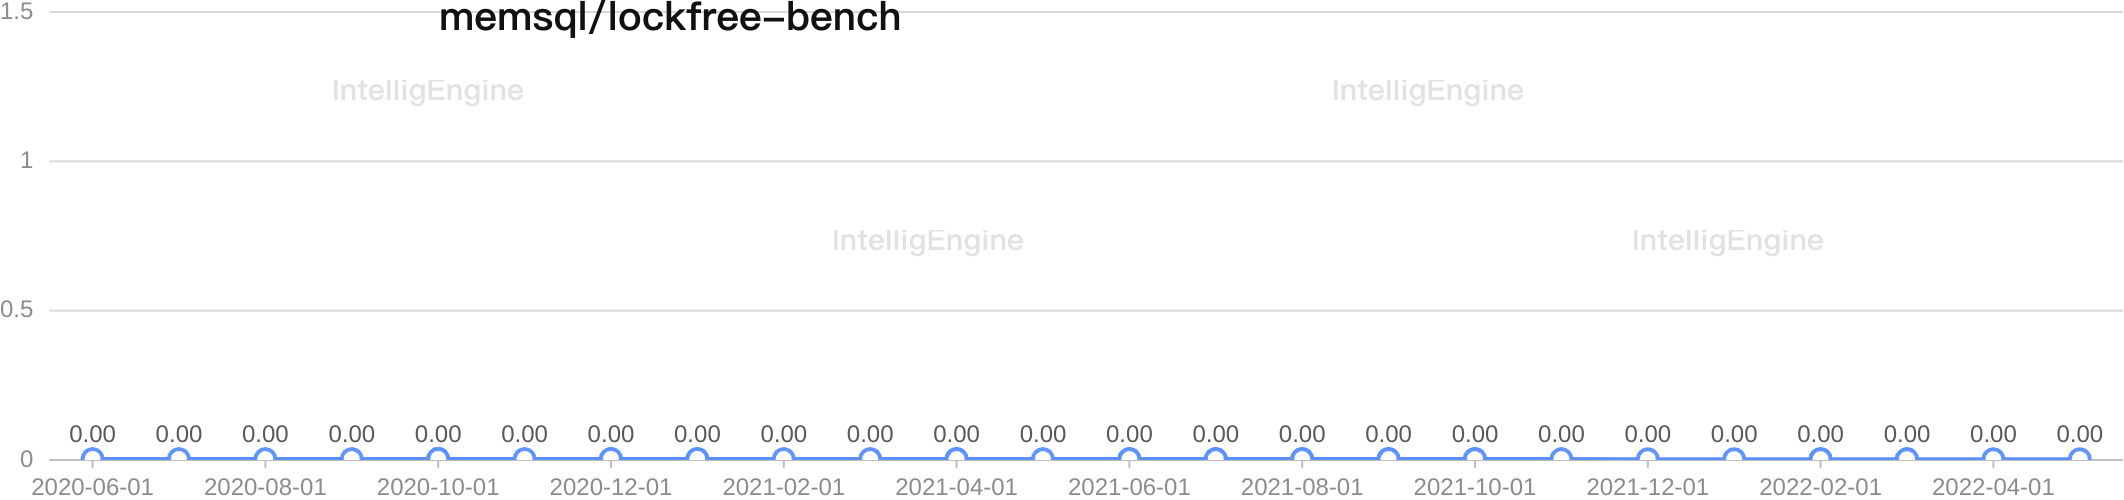 1.5
memsql/lockfree-bench
IntelligEngine IntelligEngine
1
IntelligEngine IntelligEngine
0.5
0.00 0.00 0.00 0.00 0.00 0.00 0.00 0.00 0.00 0.00 0.00 0.00 0.00 0.00 0.00 0.00 0.00 0.00 0.00 0.00 0.00 0.00 0.00 0.00
0
2020-06-01 2020-08-01 2020-10-01 2020-12-01 2021-02-01 2021-04-01 2021-06-01 2021-08-01 2021-10-01 2021-12-01 2022-02-01 2022-04-01